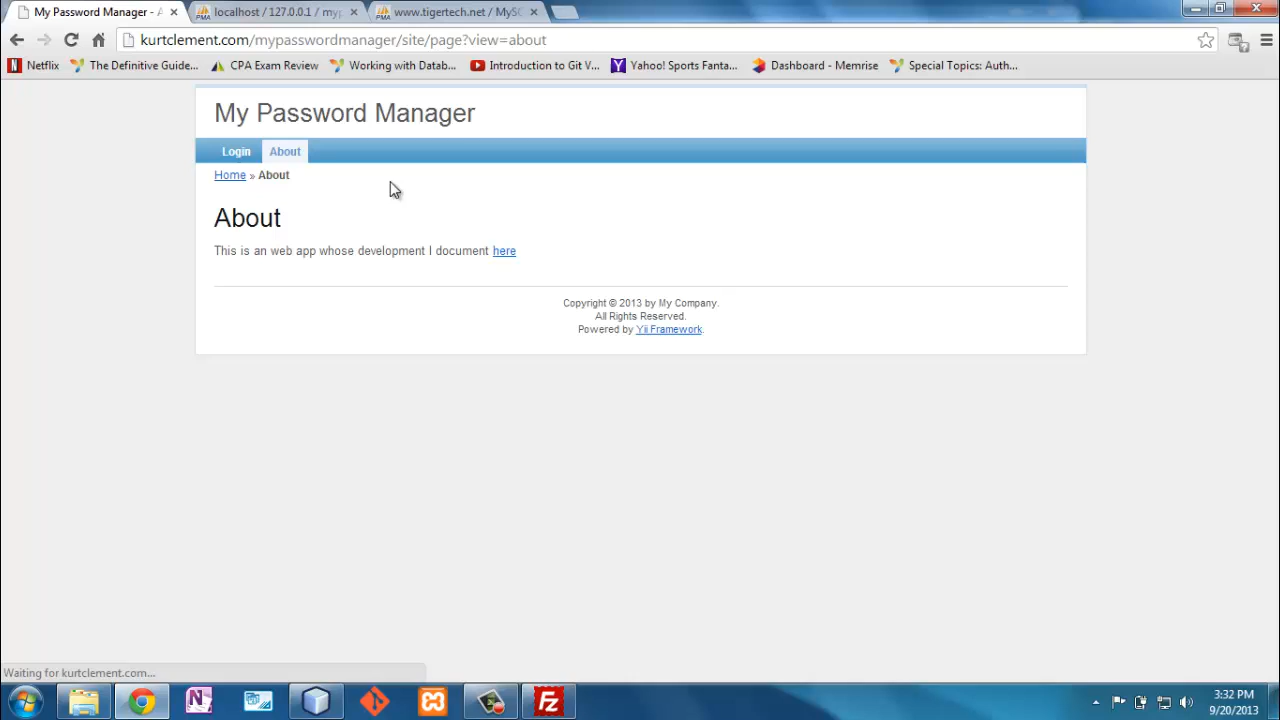 My Password Manager - A
localhost / 127.0.0.1 / myp
www.tigertech.net / MySQ
kurtclement.com/mypasswordmanager/site/page?view=about
Netflix
The Definitive Guide...
CPA Exam Review
Working with Datab...
Introduction to Git V...
Yahoo! Sports Fanta...
Dashboard - Memrise
Special Topics: Auth...
My Password Manager
Login About
Home » About
About
This is an web app whose development I document here
Copyright © 2013 by My Company.
All Rights Reserved.
Powered by Yii Framework.
Waiting for kurtclement.com...
3:32 PM
9/20/2013